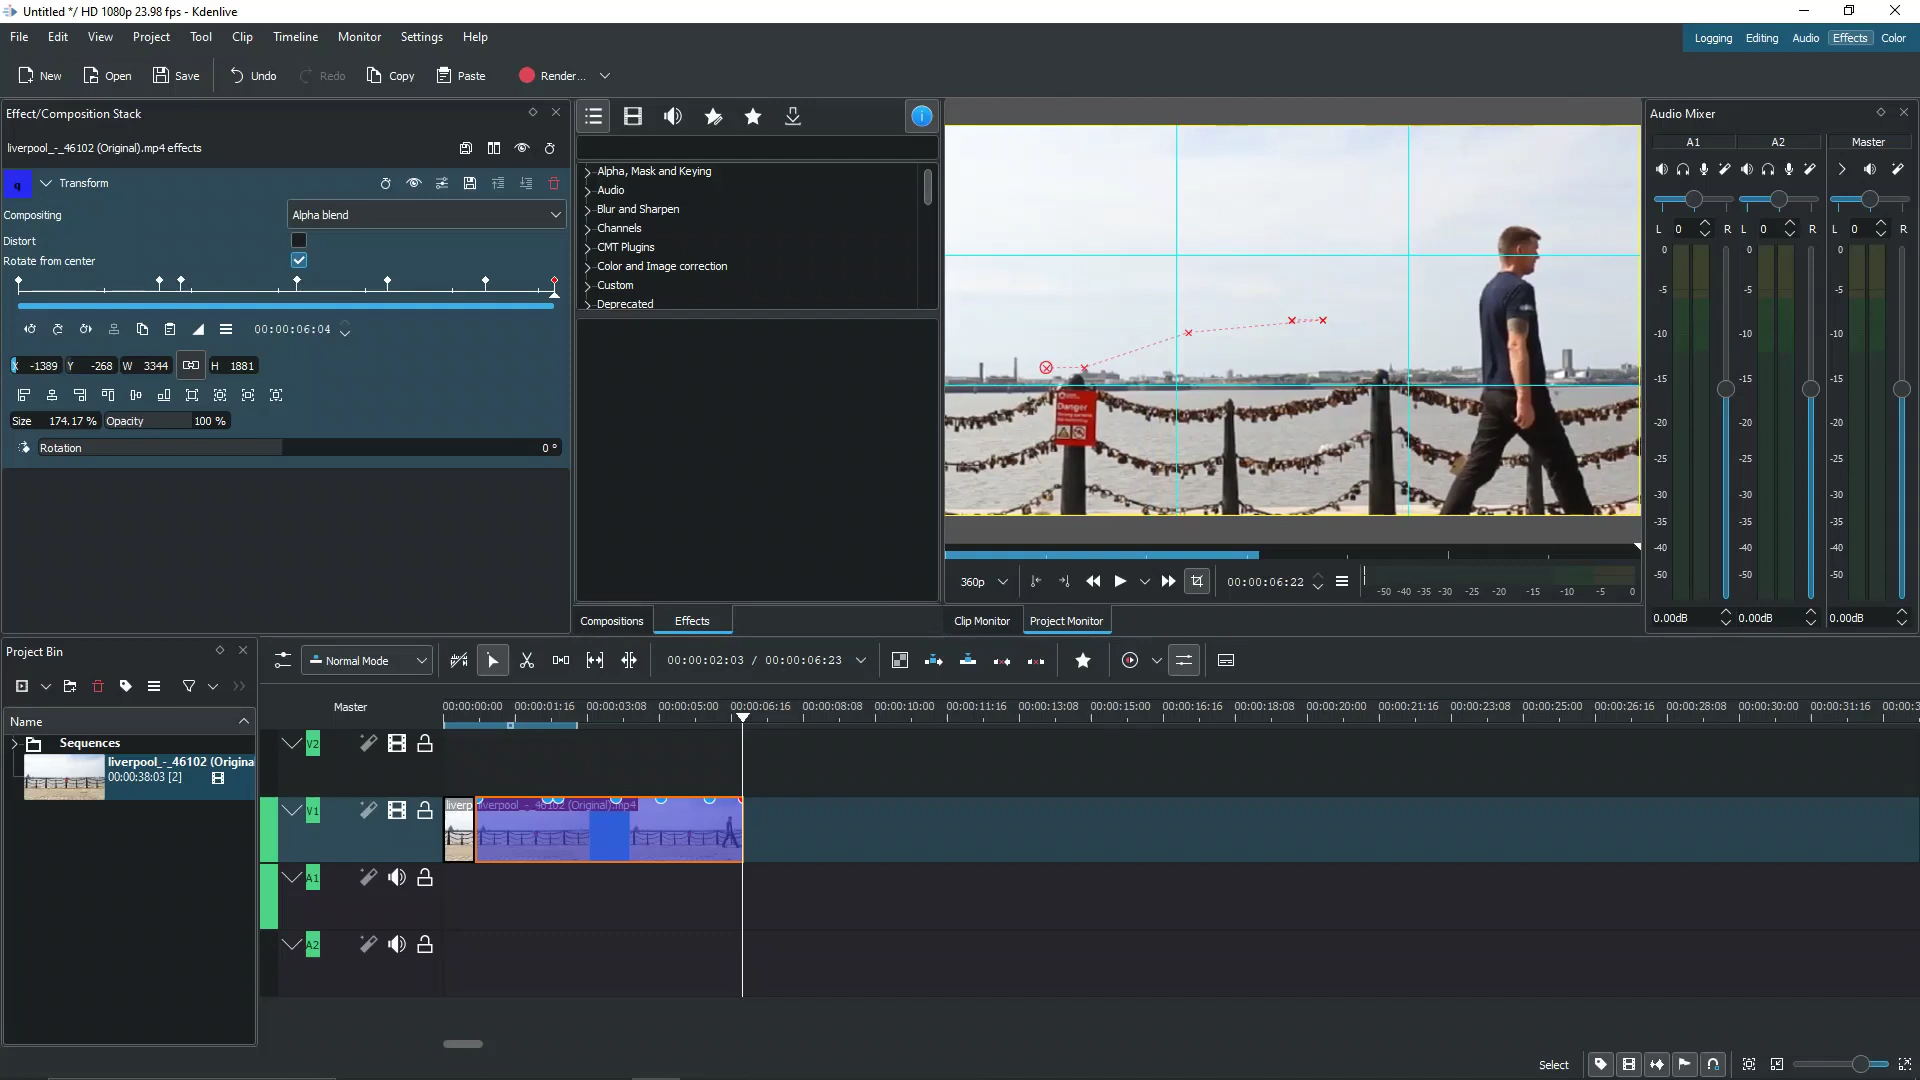 Untitled */ HD 1080p 23.98 fps - Kdenlive
File Edit View Project Tool Clip Timeline Monitor Settings Help
Logging Editing Audio Effects Color
New Open Save Undo Redo Copy Paste Render...
Effect/Composition Stack
liverpool_-_46102 (Original).mp4 effects
q Transform
Compositing Alpha blend
Distort
Rotate from center
00:00:06:04
X -1389 Y -268 W 3344 H 1881
Size 174.17 % Opacity 100 %
Rotation 0 °
Alpha, Mask and Keying
Audio
Blur and Sharpen
Channels
CMT Plugins
Color and Image correction
Custom
Deprecated
Compositions Effects
Danger
360p 00:00:06:22
-50 -40 -30 -25 -20 -15 -10 -5 0
Clip Monitor Project Monitor
Audio Mixer
A1 A2 Master
L 0 R L 0 R L 0 R
0 0 0
-5 -5 -5
-10 -10 -10
-15 -15 -15
-20 -20 -20
-25 -25 -25
-30 -30 -30
-35 -35 -35
-40 -40 -40
-50 -50 -50
0.00dB 0.00dB 0.00dB
Project Bin
Name
Sequences
liverpool_-_46102 (Origina
00:00:38:03 [2]
Normal Mode 00:00:02:03 / 00:00:06:23
Master
00:00:00:00 00:00:01:16 00:00:03:08 00:00:05:00 00:00:06:16 00:00:08:08 00:00:10:00 00:00:11:16 00:00:13:08 00:00:15:00 00:00:16:16 00:00:18:08 00:00:20:00 00:00:21:16 00:00:23:08 00:00:25:00 00:00:26:16 00:00:28:08 00:00:30:00 00:00:31:16 00:00:3
V2
V1
liverp liverpool_-_46102 (Original).mp4
A1
A2
Select